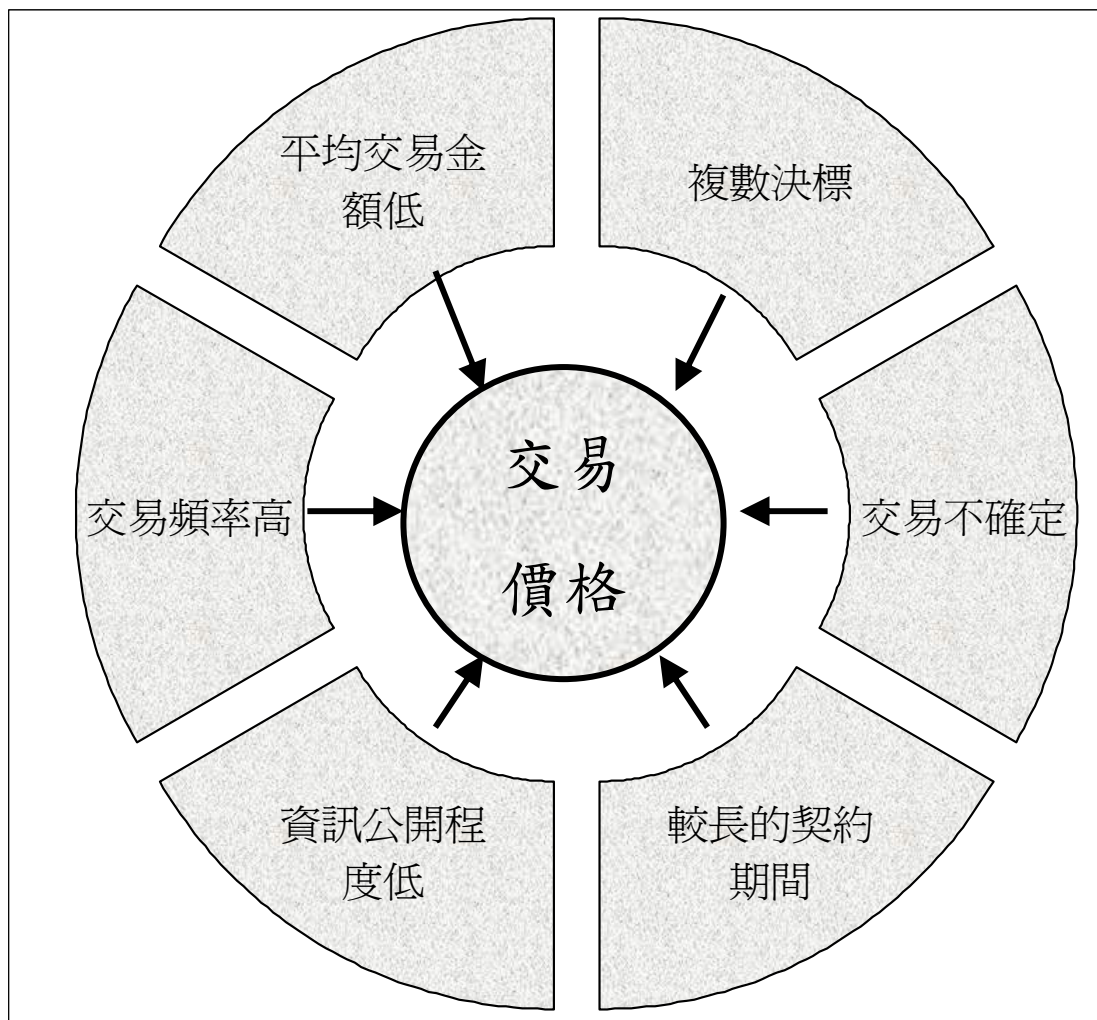 平均交易金
額低
複數決標
交易頻率高
交易
價格
交易不確定
資訊公開程
度低
較長的契約
期間